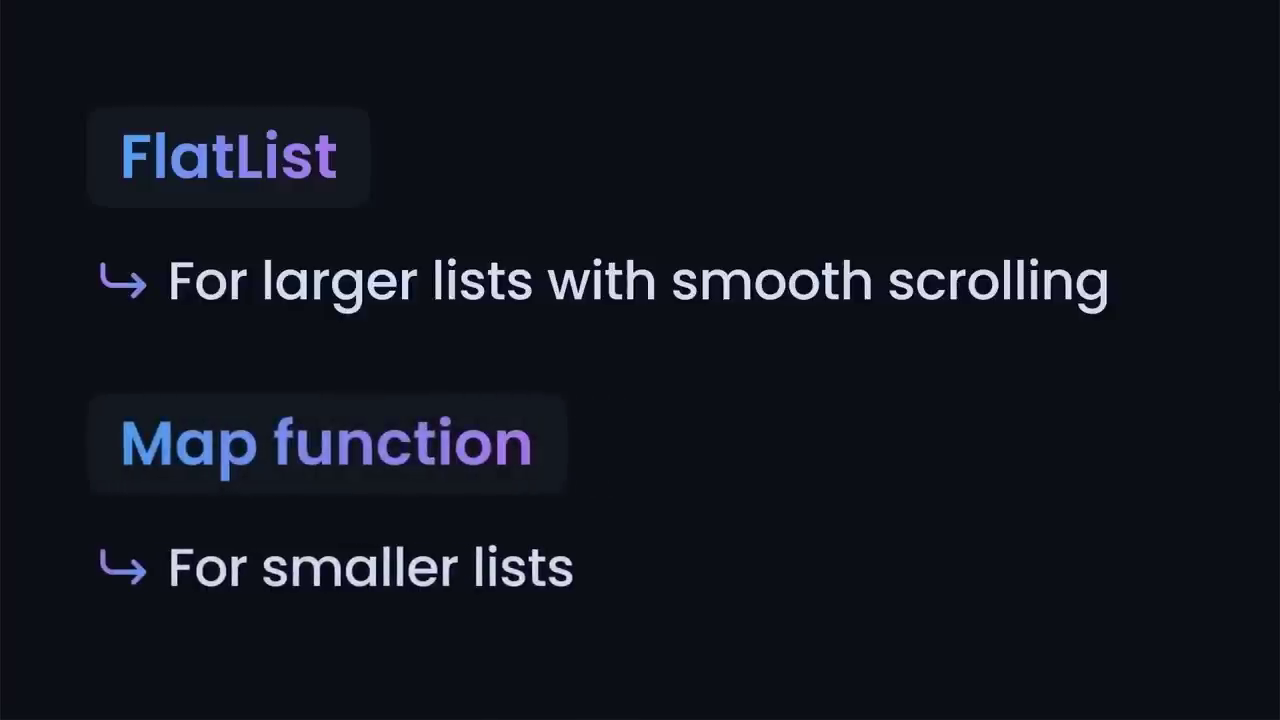 FlatList
For larger lists with smooth scrolling
Map function
For smaller lists